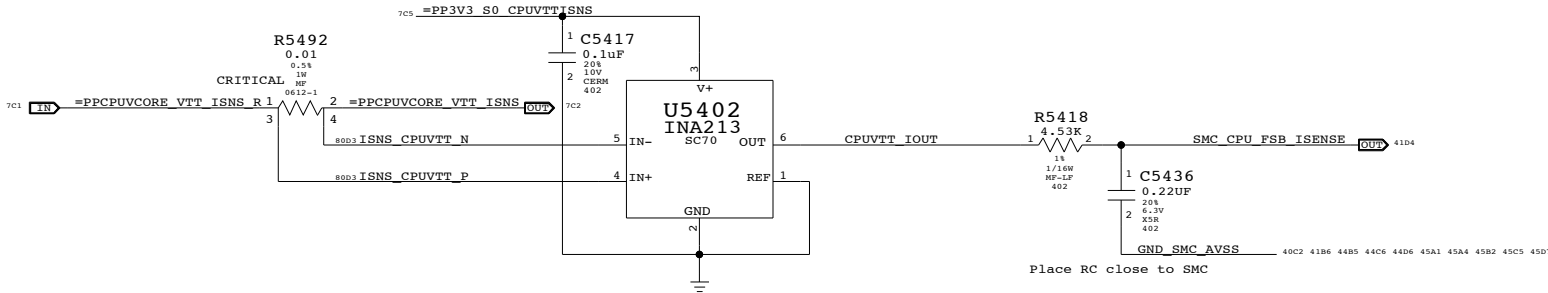 7C5 =PP3V3_S0_CPUVTTISNS
R5492
0.01
0.5%
1W
MF
0612-1
CRITICAL
7C1 IN =PPCPUVCORE_VTT_ISNS_R 1 2 =PPCPUVCORE_VTT_ISNS OUT 7C2
3 4
1 C5417
0.1uF
20%
10V
CERM
402
2
3
V+
U5402
INA213
SC70
80D3 ISNS_CPUVTT_N 5 IN-
80D3 ISNS_CPUVTT_P 4 IN+
OUT 6
REF 1
GND
2
CPUVTT_IOUT
R5418
4.53K
1 2
1%
1/16W
MF-LF
402
SMC_CPU_FSB_ISENSE OUT 41D4
1 C5436
0.22UF
20%
6.3V
X5R
402
2
GND_SMC_AVSS 40C2 41B6 44B5 44C6 44D6 45A1 45A4 45B2 45C5
Place RC close to SMC